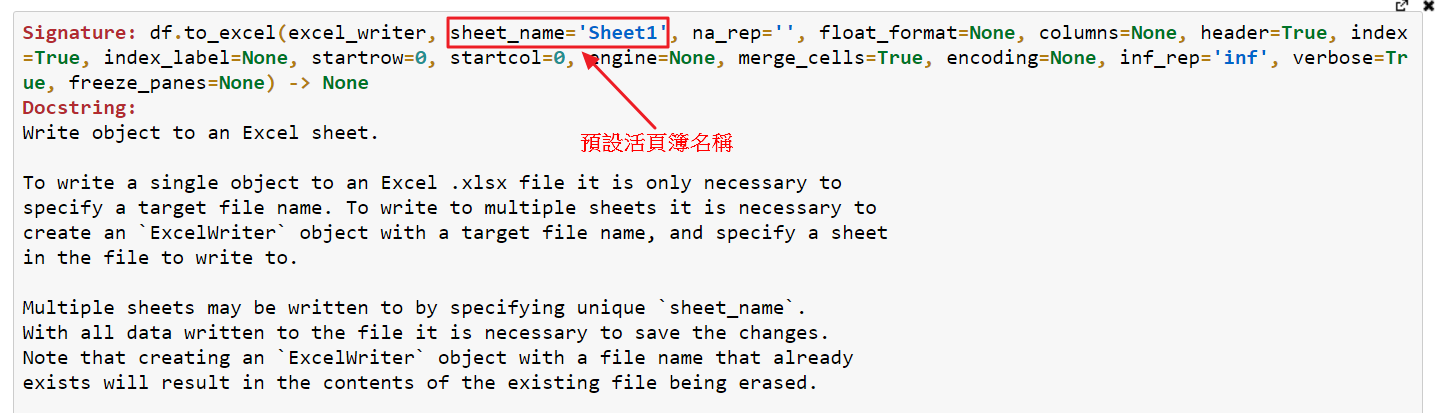 Signature: df.to_excel(excel_writer, sheet_name='Sheet1', na_rep='', float_format=None, columns=None, header=True, index
=True, index_label=None, startrow=0, startcol=0, engine=None, merge_cells=True, encoding=None, inf_rep='inf', verbose=Tr
ue, freeze_panes=None) -> None
Docstring:
Write object to an Excel sheet.
預設活頁簿名稱
To write a single object to an Excel .xlsx file it is only necessary to
specify a target file name. To write to multiple sheets it is necessary to
create an `ExcelWriter` object with a target file name, and specify a sheet
in the file to write to.
Multiple sheets may be written to by specifying unique `sheet_name`.
With all data written to the file it is necessary to save the changes.
Note that creating an `ExcelWriter` object with a file name that already
exists will result in the contents of the existing file being erased.